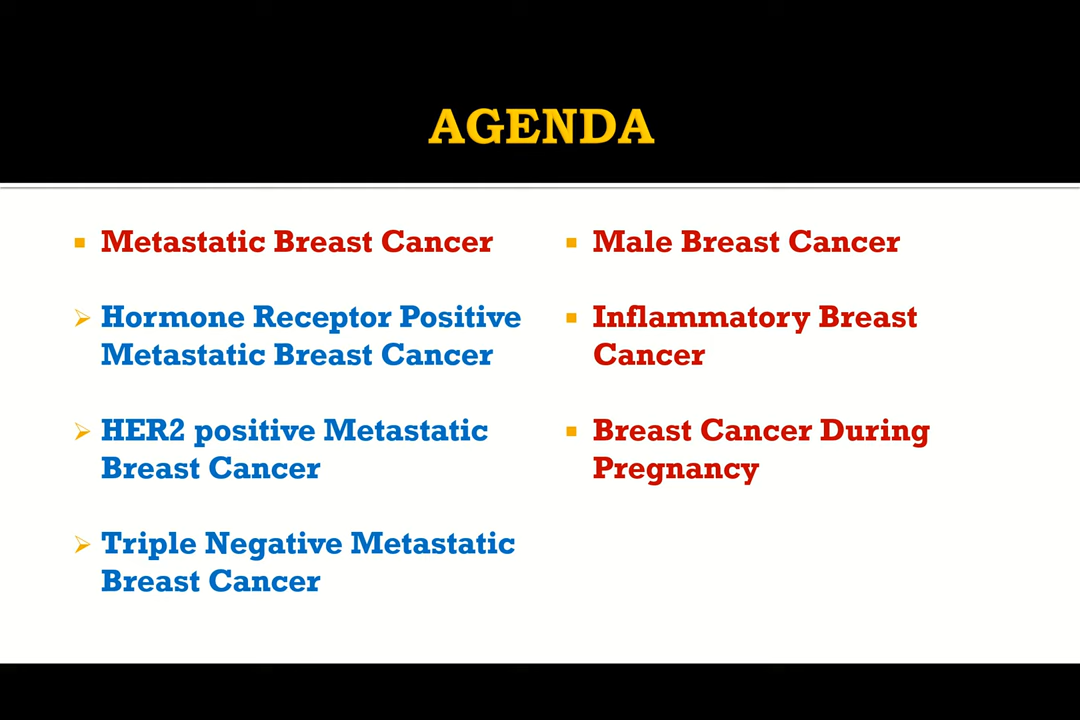 AGENDA
Metastatic Breast Cancer
Hormone Receptor Positive
Metastatic Breast Cancer
HER2 positive Metastatic
Breast Cancer
Triple Negative Metastatic
Breast Cancer
Male Breast Cancer
Inflammatory Breast
Cancer
Breast Cancer During
Pregnancy